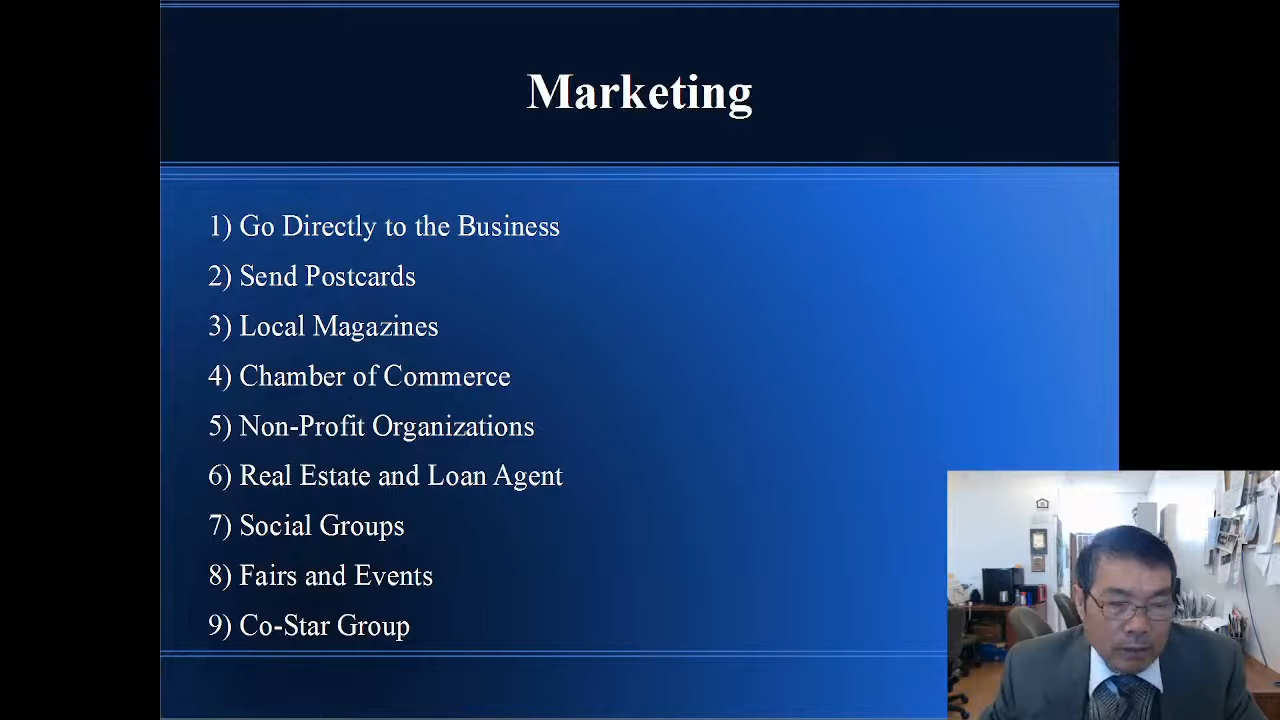 Marketing
1) Go Directly to the Business
2) Send Postcards
3) Local Magazines
4) Chamber of Commerce
5) Non-Profit Organizations
6) Real Estate and Loan Agent
7) Social Groups
8) Fairs and Events
9) Co-Star Group